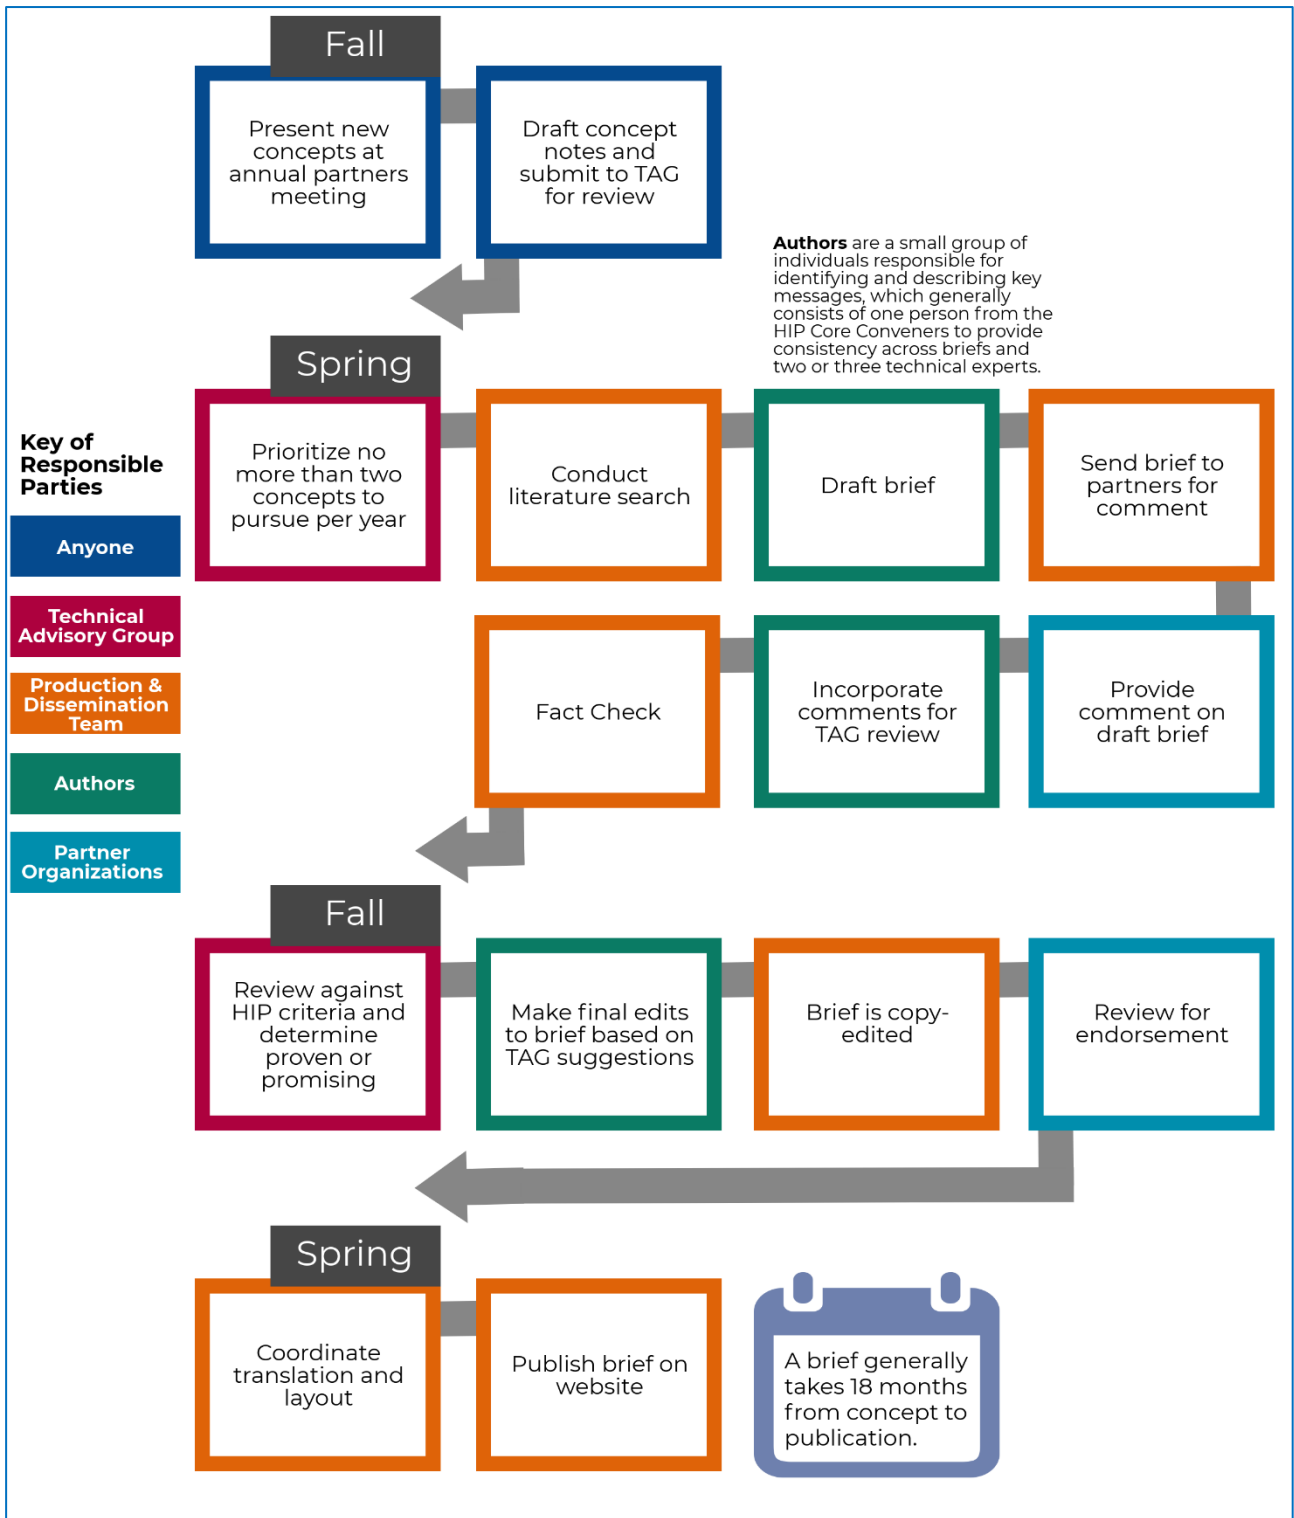 Fall
Present new
concepts at
annual partners
meeting
Draft concept
notes and
submit to TAG
for review
Authors are a small group of
individuals responsible for
identifying and describing key
messages, which generally
consists of one person from the
HIP Core Conveners to provide
consistency across briefs and
two or three technical experts.
Spring
Prioritize no
more than two
concepts to
pursue per year
Conduct
literature search
Draft brief
Send brief to
partners for
comment
Key of
Responsible
Parties
Anyone
Technical
Advisory Group
Production &
Dissemination
Team
Authors
Partner
Organizations
Fact Check
Incorporate
comments for
TAG review
Provide
comment on
draft brief
Fall
Review against
HIP criteria and
determine
proven or
promising
Make final edits
to brief based on
TAG suggestions
Brief is copy-
edited
Review for
endorsement
Spring
Coordinate
translation and
layout
Publish brief on
website
A brief generally
takes 18 months
from concept to
publication.